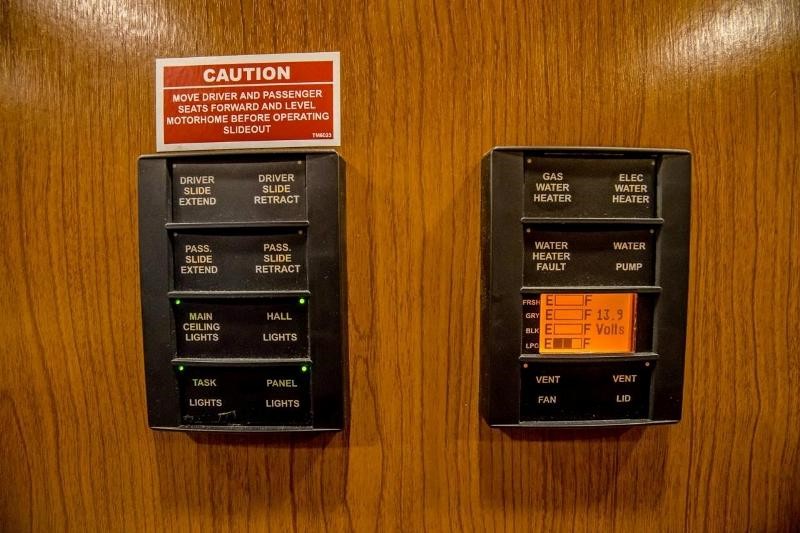 CAUTION
MOVE DRIVER AND PASSENGER
SEATS FORWARD AND LEVEL
MOTORHOME BEFORE OPERATING
SLIDEOUT
TM6023
DRIVER
SLIDE
EXTEND
DRIVER
SLIDE
RETRACT
PASS.
SLIDE
EXTEND
PASS.
SLIDE
RETRACT
MAIN
CEILING
LIGHTS
HALL
LIGHTS
TASK
LIGHTS
PANEL
LIGHTS
GAS
WATER
HEATER
ELEC
WATER
HEATER
WATER
HEATER
FAULT
WATER
PUMP
FRSH E F
GRY E F 13.9
BLK E F Volts
LPG E F
VENT
FAN
VENT
LID